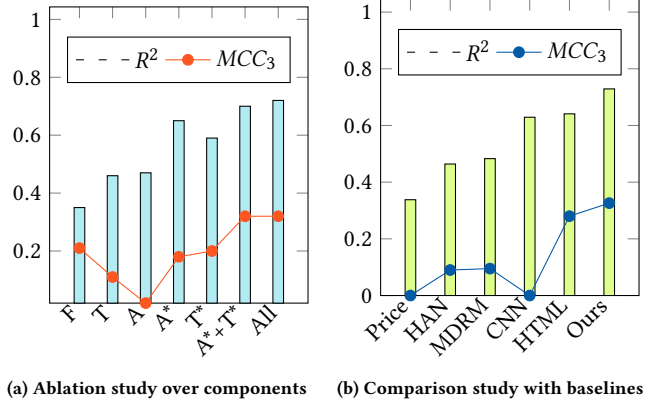 1
0.8
0.6
0.4
0.2
R² MCC₃
F
T
A
A*
T*
A*+T*
All
(a) Ablation study over components
1
0.8
0.6
0.4
0.2
0
R² MCC₃
Price
HAN
MDRM
CNN
HTML
Ours
(b) Comparison study with baselines